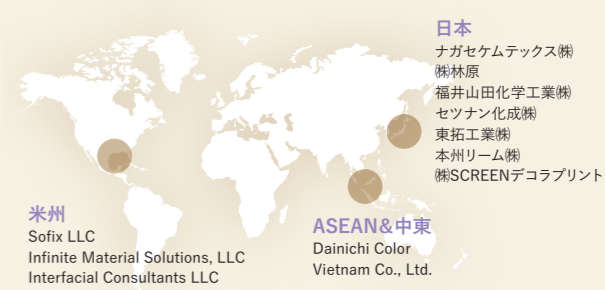 日本
ナガセケムテックス㈱
㈱林原
福井山田化学工業㈱
セツナン化成㈱
東拓工業㈱
本州リーム㈱
㈱SCREENデコラプリント
米州
Sofix LLC
Infinite Material Solutions, LLC
Interfacial Consultants LLC
ASEAN&中東
Dainichi Color
Vietnam Co., Ltd.